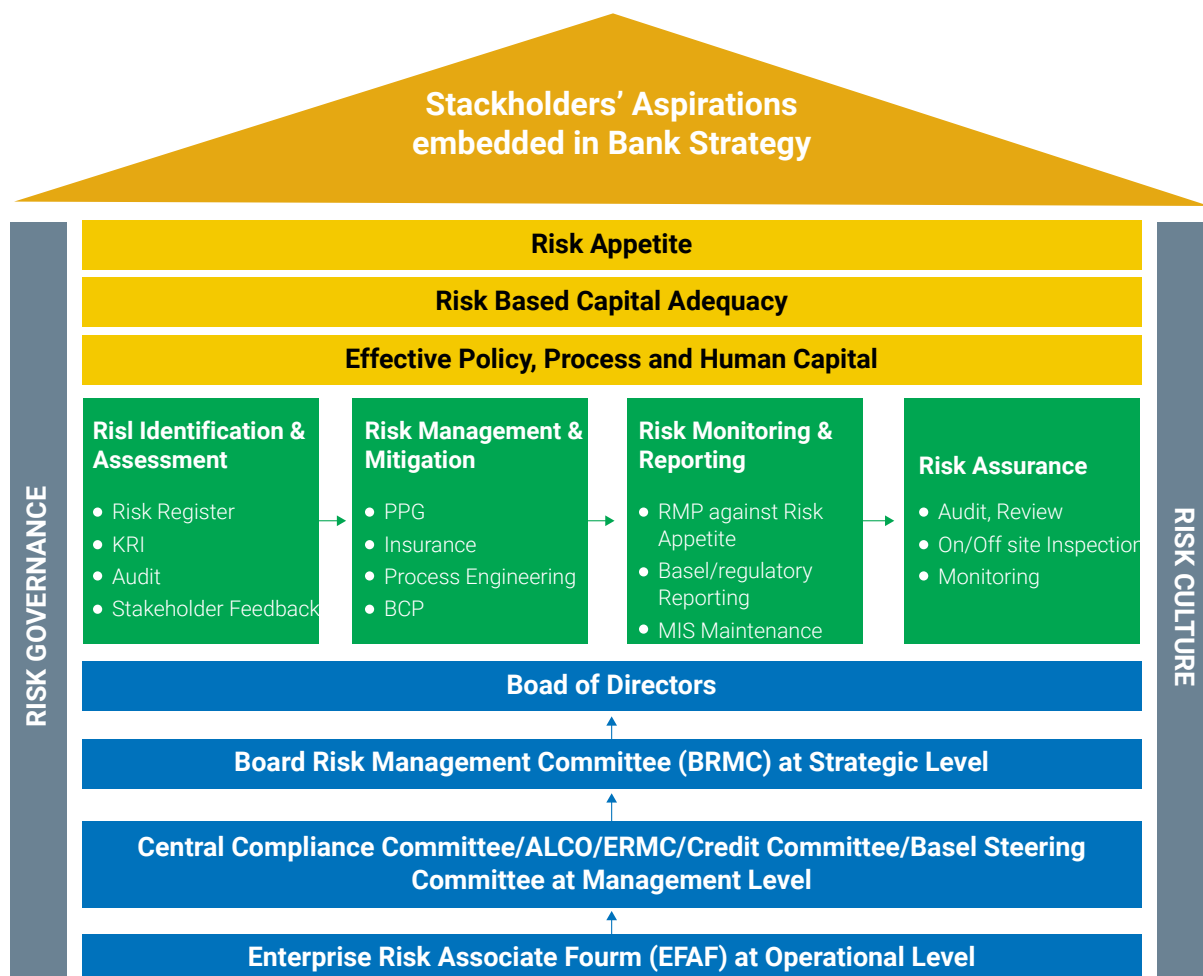 Stackholders’ Aspirations
embedded in Bank Strategy
RISK GOVERNANCE
Risk Appetite
Risk Based Capital Adequacy
Effective Policy, Process and Human Capital
Risl Identification &
Assessment
• Risk Register
• KRI
• Audit
• Stakeholder Feedback
Risk Management &
Mitigation
• PPG
• Insurance
• Process Engineering
• BCP
Risk Monitoring &
Reporting
• RMP against Risk
Appetite
• Basel/regulatory
Reporting
• MIS Maintenance
Risk Assurance
• Audit, Review
• On/Off site Inspection
• Monitoring
Boad of Directors
Board Risk Management Committee (BRMC) at Strategic Level
Central Compliance Committee/ALCO/ERMC/Credit Committee/Basel Steering
Committee at Management Level
Enterprise Risk Associate Fourm (EFAF) at Operational Level
RISK CULTURE